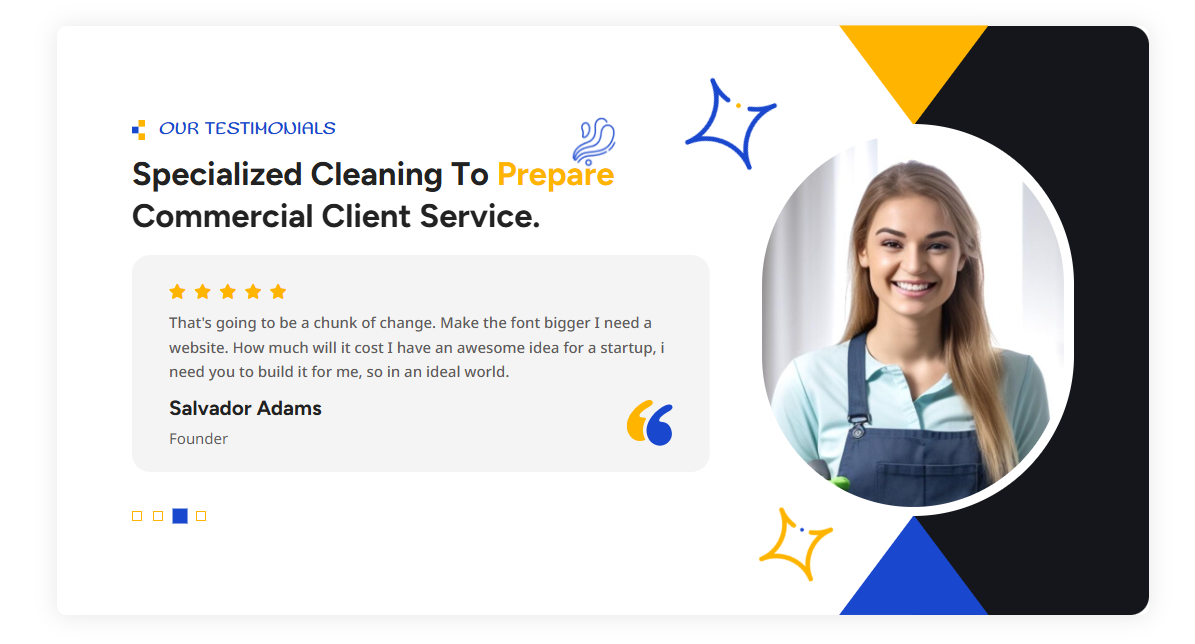 OUR TESTIMONIALS
Specialized Cleaning To Prepare
Commercial Client Service.
That's going to be a chunk of change. Make the font bigger I need a
website. How much will it cost I have an awesome idea for a startup, i
need you to build it for me, so in an ideal world.
Salvador Adams
Founder